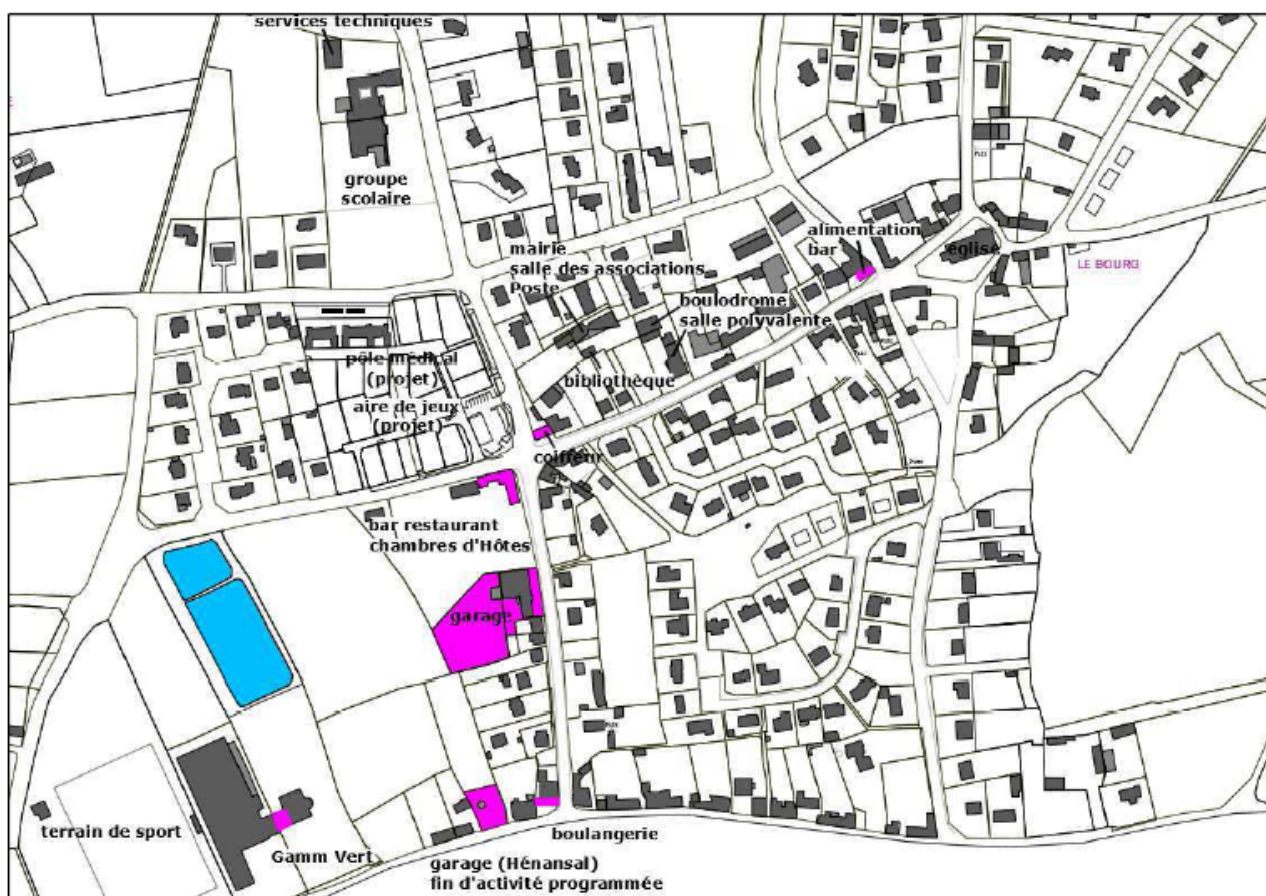 services techniques
groupe
scolaire
mairie
salle des associations
Poste
alimentation
bar
église
LE BOURG
boulodrome
salle polyvalente
pôle médical
(projet)
bibliothèque
aire de jeux
(projet)
coiffeur
bar restaurant
chambres d'Hôtes
garage
terrain de sport
Gamm Vert
boulangerie
garage (Hénansal)
fin d'activité programmée